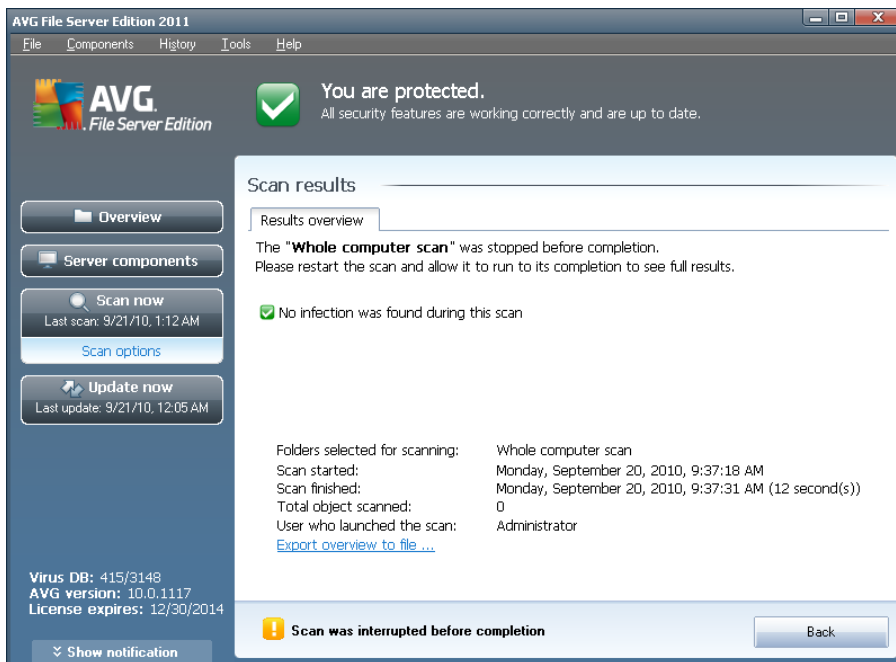 AVG File Server Edition 2011
File Components History Tools Help
AVG.
File Server Edition
You are protected.
All security features are working correctly and are up to date.
Overview
Server components
Scan now
Last scan: 9/21/10, 1:12 AM
Scan options
Update now
Last update: 9/21/10, 12:05 AM
Virus DB: 415/3148
AVG version: 10.0.1117
License expires: 12/30/2014
Show notification
Scan results
Results overview
The "Whole computer scan" was stopped before completion.
Please restart the scan and allow it to run to its completion to see full results.
No infection was found during this scan
Folders selected for scanning: Whole computer scan
Scan started: Monday, September 20, 2010, 9:37:18 AM
Scan finished: Monday, September 20, 2010, 9:37:31 AM (12 second(s))
Total object scanned: 0
User who launched the scan: Administrator
Export overview to file ...
Scan was interrupted before completion
Back